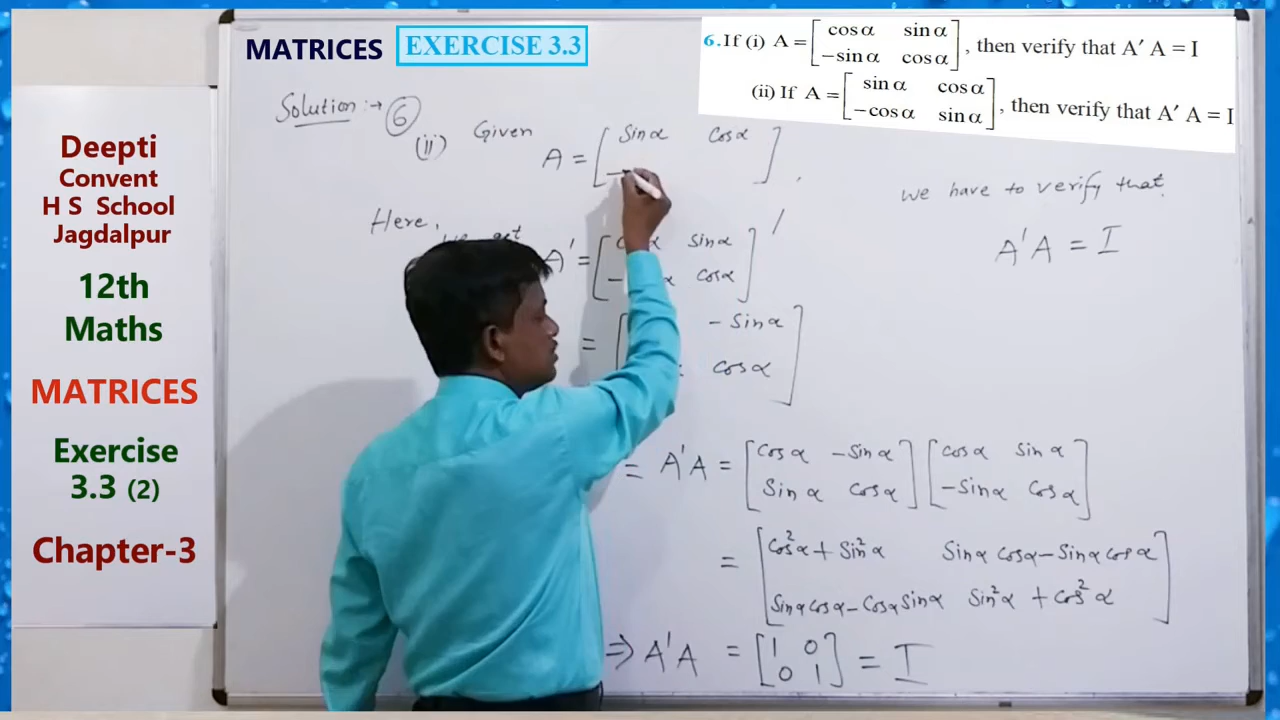 MATRICES EXERCISE 3.3
6. If (i) A = [cos α sin α
−sin α cos α], then verify that A′ A = I
(ii) If A = [sin α cos α
−cos α sin α], then verify that A′ A = I
Deepti
Convent
H S School
Jagdalpur
12th
Maths
MATRICES
Exercise
3.3 (2)
Chapter-3
Solution :→ 6
(ii) Given
A = [Sin α Cos α
−
we have to verify that
A'A = I
Here,
A' = [ sin α
− cos α]'
= [ − Sin α
cos α]
= A'A = [Cos α −Sin α
Sin α Cos α] [Cos α Sin α
−Sin α Cos α]
= [Cos²α + Sin²α Sin α Cos α − Sin α Cos α
Sin α Cos α − Cos α Sin α Sin²α + Cos²α]
⇒ A'A = [1 0
0 1] = I